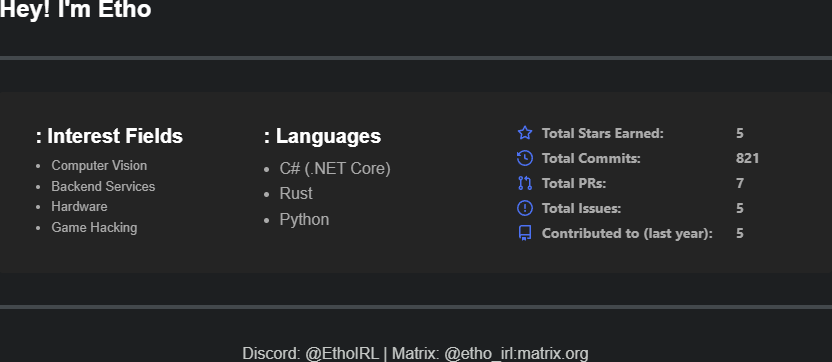 Hey! I'm Etho
: Interest Fields
Computer Vision
Backend Services
Hardware
Game Hacking
: Languages
C# (.NET Core)
Rust
Python
Total Stars Earned: 5
Total Commits: 821
Total PRs: 7
Total Issues: 5
Contributed to (last year): 5
Discord: @EthoIRL | Matrix: @etho_irl:matrix.org